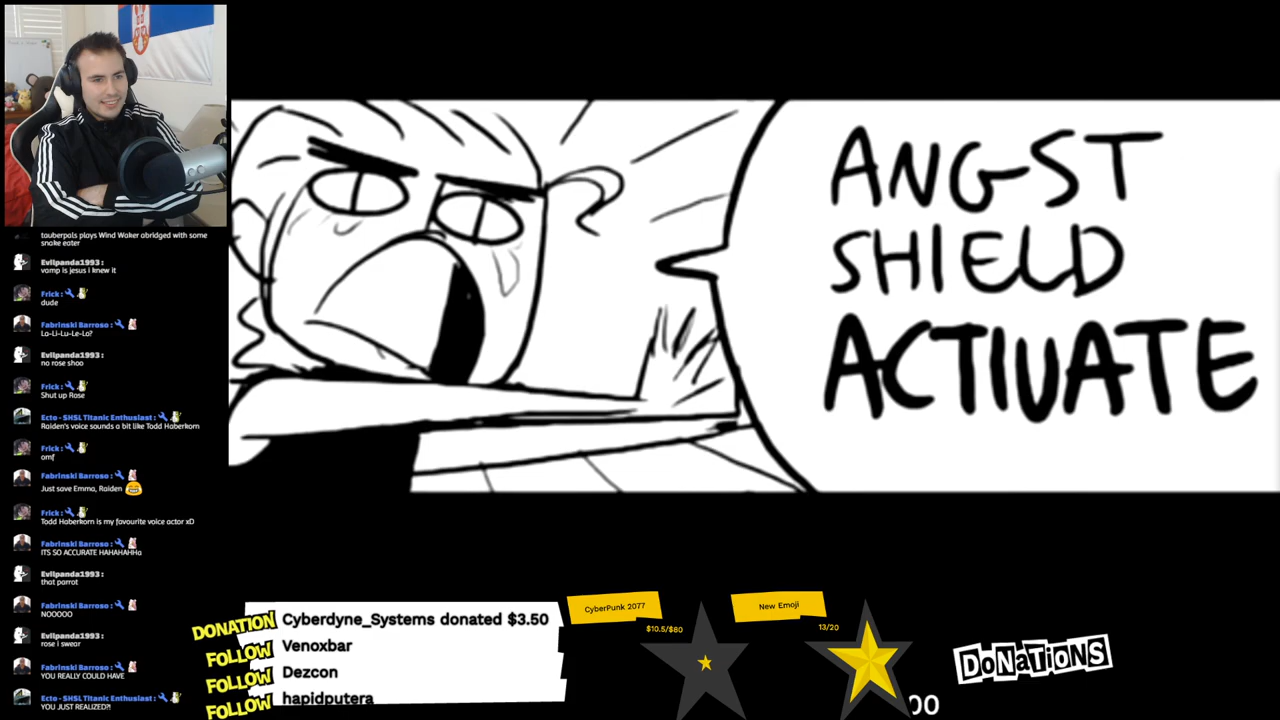 ANGST
SHIELD
ACTIVATE
tauberpals plays Wind Waker abridged with some
snake eater
Evilpanda1993 :
vamp is jesus i knew it
Frick :
dude
Fabrinski Barroso :
La-Li-Lu-Le-Lo?
Evilpanda1993 :
no rose shoo
Frick :
Shut up Rose
Ecto - SHSL Titanic Enthusiast :
Raiden's voice sounds a bit like Todd Haberkorn
Frick :
omf
Fabrinski Barroso :
Just save Emma, Raiden
Frick :
Todd Haberkorn is my favourite voice actor xD
Fabrinski Barroso :
ITS SO ACCURATE HAHAHAHHa
Evilpanda1993 :
that parrot
Fabrinski Barroso :
NOOOOO
Evilpanda1993 :
rose i swear
Fabrinski Barroso :
YOU REALLY COULD HAVE
Ecto - SHSL Titanic Enthusiast :
YOU JUST REALIZED?!
DONATION Cyberdyne_Systems donated $3.50
FOLLOW Venoxbar
FOLLOW Dezcon
FOLLOW hapidputera
CyberPunk 2077
$10.5/$80
New Emoji
13/20
DoNaTioNS
00